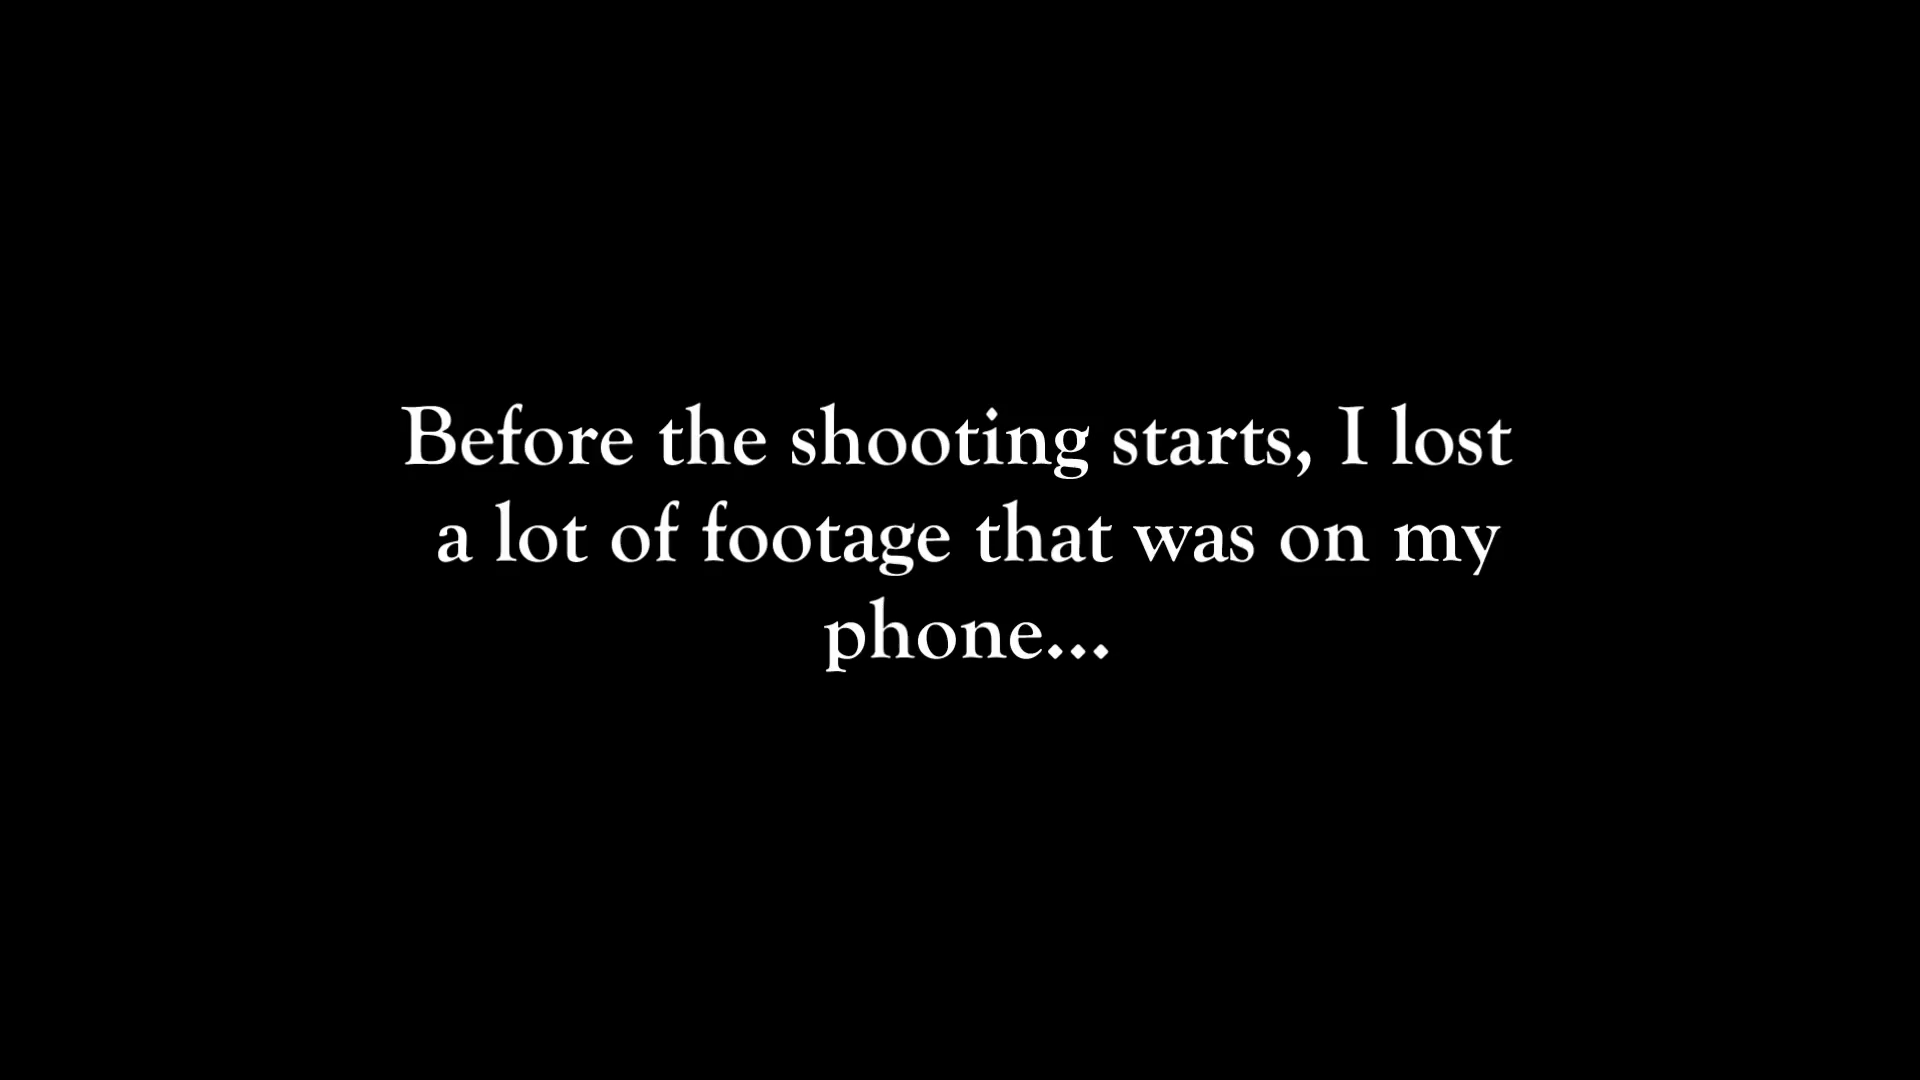 Before the shooting starts, I lost
a lot of footage that was on my
phone...